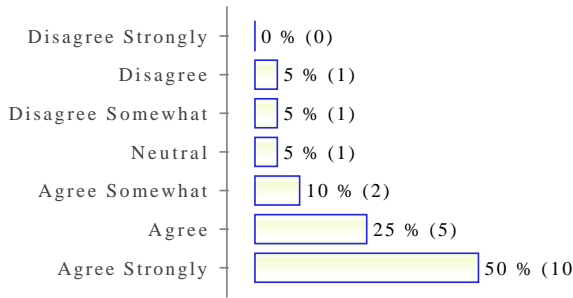 Disagree Strongly 0 % (0)
Disagree 5 % (1)
Disagree Somewhat 5 % (1)
Neutral 5 % (1)
Agree Somewhat 10 % (2)
Agree 25 % (5)
Agree Strongly 50 % (10